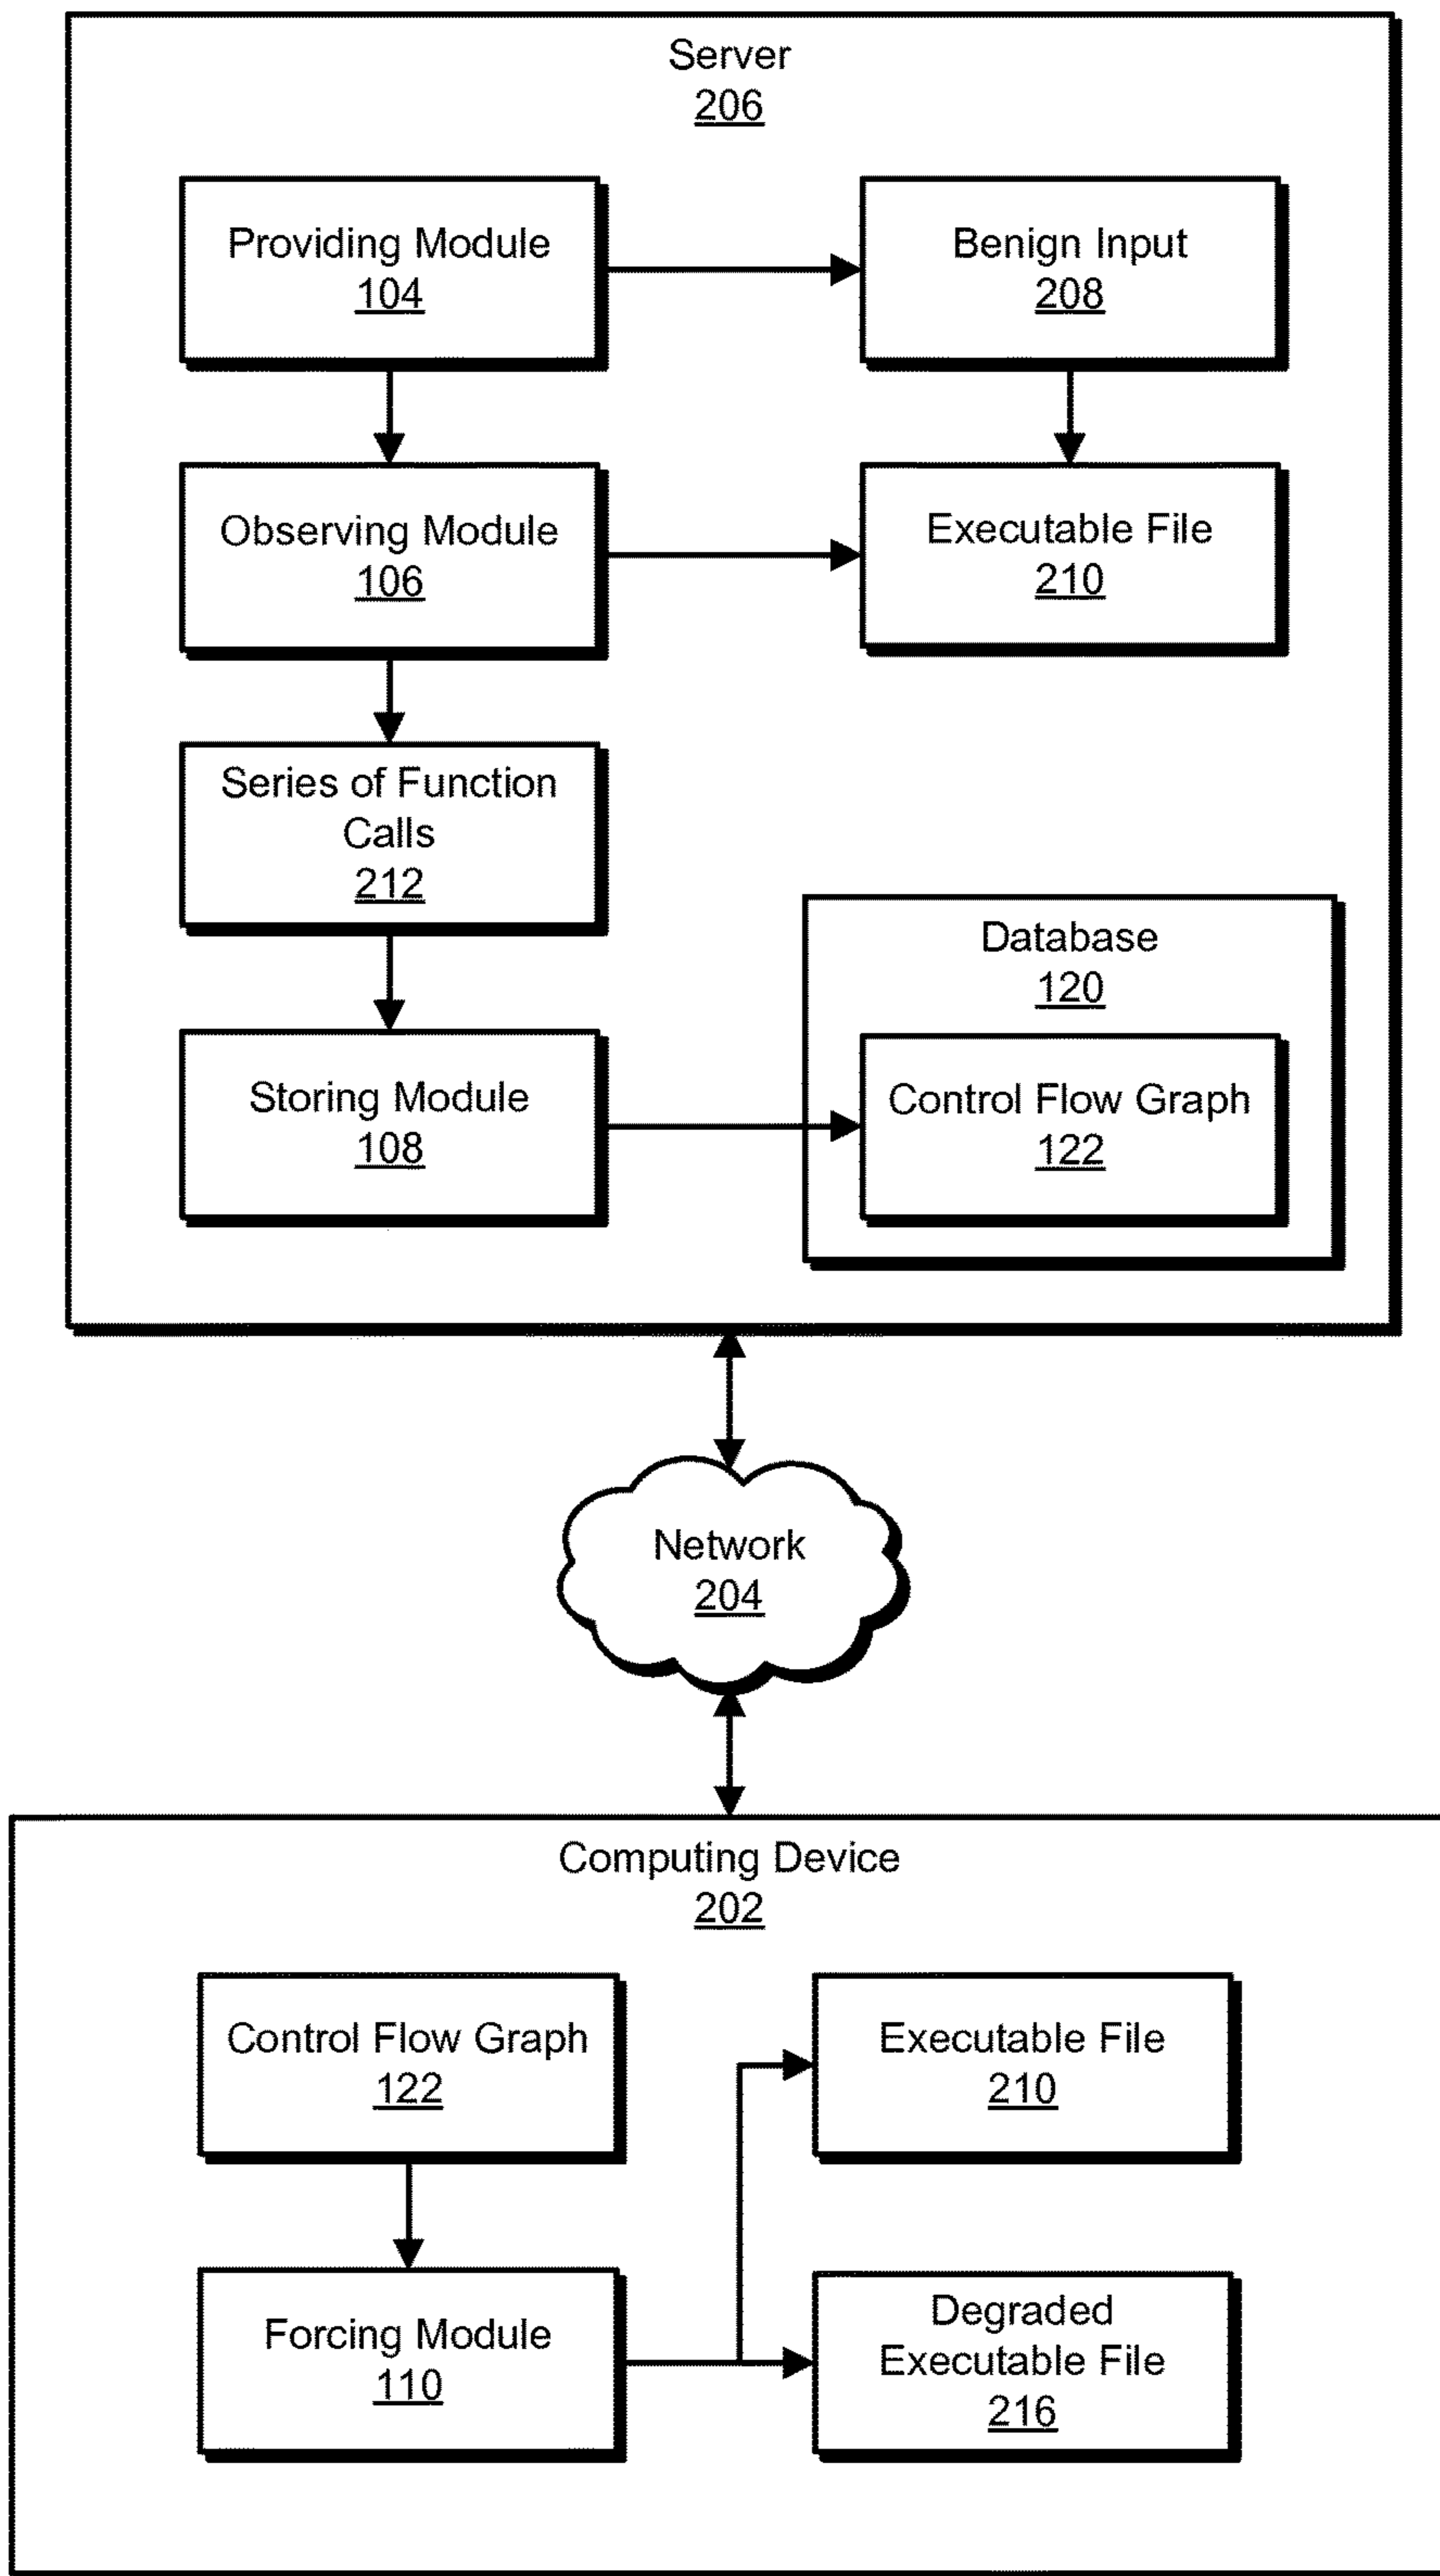 Server
206
Providing Module
104
Benign Input
208
Observing Module
106
Executable File
210
Series of Function
Calls
212
Database
120
Storing Module
108
Control Flow Graph
122
Network
204
Computing Device
202
Control Flow Graph
122
Executable File
210
Forcing Module
110
Degraded
Executable File
216